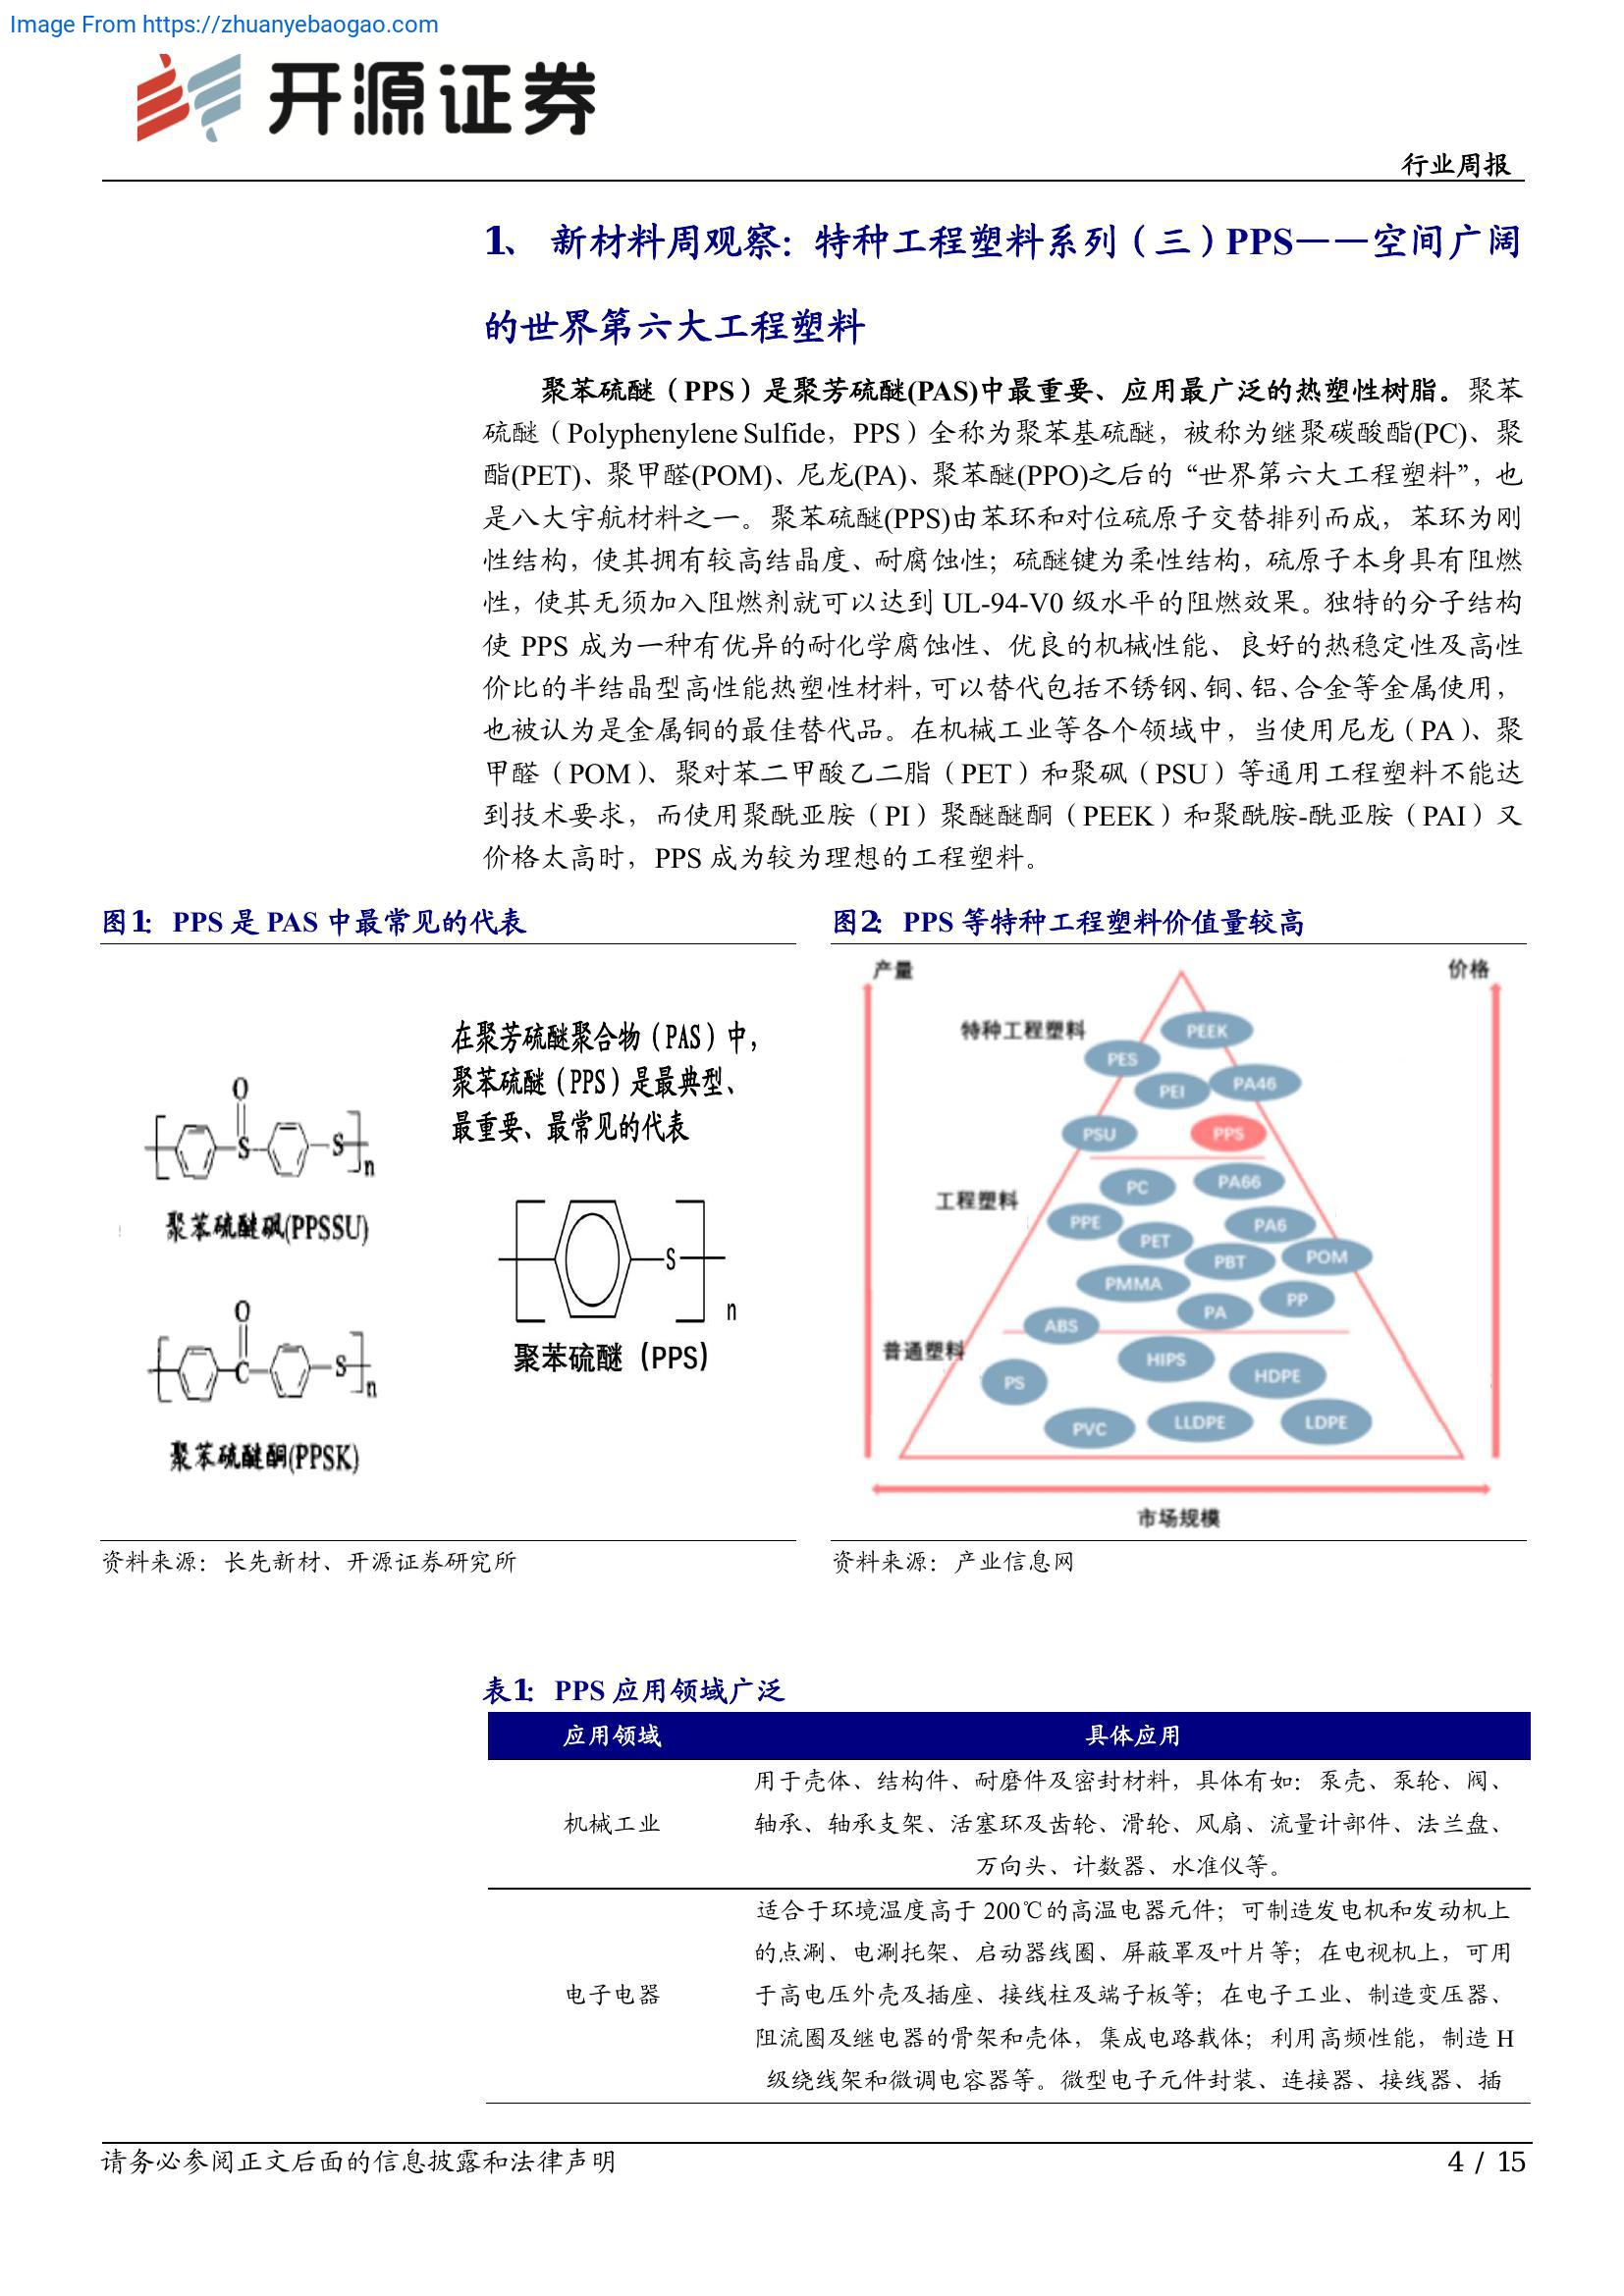 Image From https://zhuanyebaogao.com
开源证券
行业周报
1、 新材料周观察：特种工程塑料系列（三）PPS——空间广阔
的世界第六大工程塑料
聚苯硫醚（PPS）是聚芳硫醚(PAS)中最重要、应用最广泛的热塑性树脂。聚苯
硫醚（Polyphenylene Sulfide，PPS）全称为聚苯基硫醚，被称为继聚碳酸酯(PC)、聚
酯(PET)、聚甲醛(POM)、尼龙(PA)、聚苯醚(PPO)之后的“世界第六大工程塑料”，也
是八大宇航材料之一。聚苯硫醚(PPS)由苯环和对位硫原子交替排列而成，苯环为刚
性结构，使其拥有较高结晶度、耐腐蚀性；硫醚键为柔性结构，硫原子本身具有阻燃
性，使其无须加入阻燃剂就可以达到 UL-94-V0 级水平的阻燃效果。独特的分子结构
使 PPS 成为一种有优异的耐化学腐蚀性、优良的机械性能、良好的热稳定性及高性
价比的半结晶型高性能热塑性材料，可以替代包括不锈钢、铜、铝、合金等金属使用，
也被认为是金属铜的最佳替代品。在机械工业等各个领域中，当使用尼龙（PA）、聚
甲醛（POM）、聚对苯二甲酸乙二脂（PET）和聚砜（PSU）等通用工程塑料不能达
到技术要求，而使用聚酰亚胺（PI）聚醚醚酮（PEEK）和聚酰胺-酰亚胺（PAI）又
价格太高时，PPS 成为较为理想的工程塑料。
图1： PPS 是 PAS 中最常见的代表
在聚芳硫醚聚合物（PAS）中，
聚苯硫醚（PPS）是最典型、
最重要、最常见的代表
O
S
S
n
聚苯硫醚砜(PPSSU)
O
C
S
n
聚苯硫醚酮(PPSK)
S
n
聚苯硫醚（PPS）
资料来源：长先新材、开源证券研究所
图2： PPS 等特种工程塑料价值量较高
产量
价格
特种工程塑料
PEEK
PES
PEI
PA46
PSU
PPS
工程塑料
PC
PA66
PPE
PA6
PET
PBT
POM
PMMA
PA
PP
ABS
普通塑料
HIPS
HDPE
PS
PVC
LLDPE
LDPE
市场规模
资料来源：产业信息网
表1： PPS 应用领域广泛
应用领域 具体应用
用于壳体、结构件、耐磨件及密封材料，具体有如：泵壳、泵轮、阀、
机械工业 轴承、轴承支架、活塞环及齿轮、滑轮、风扇、流量计部件、法兰盘、
万向头、计数器、水准仪等。
适合于环境温度高于 200℃的高温电器元件；可制造发电机和发动机上
的点涮、电涮托架、启动器线圈、屏蔽罩及叶片等；在电视机上，可用
电子电器 于高电压外壳及插座、接线柱及端子板等；在电子工业、制造变压器、
阻流圈及继电器的骨架和壳体，集成电路载体；利用高频性能，制造 H
级绕线架和微调电容器等。微型电子元件封装、连接器、接线器、插
请务必参阅正文后面的信息披露和法律声明
4 / 15